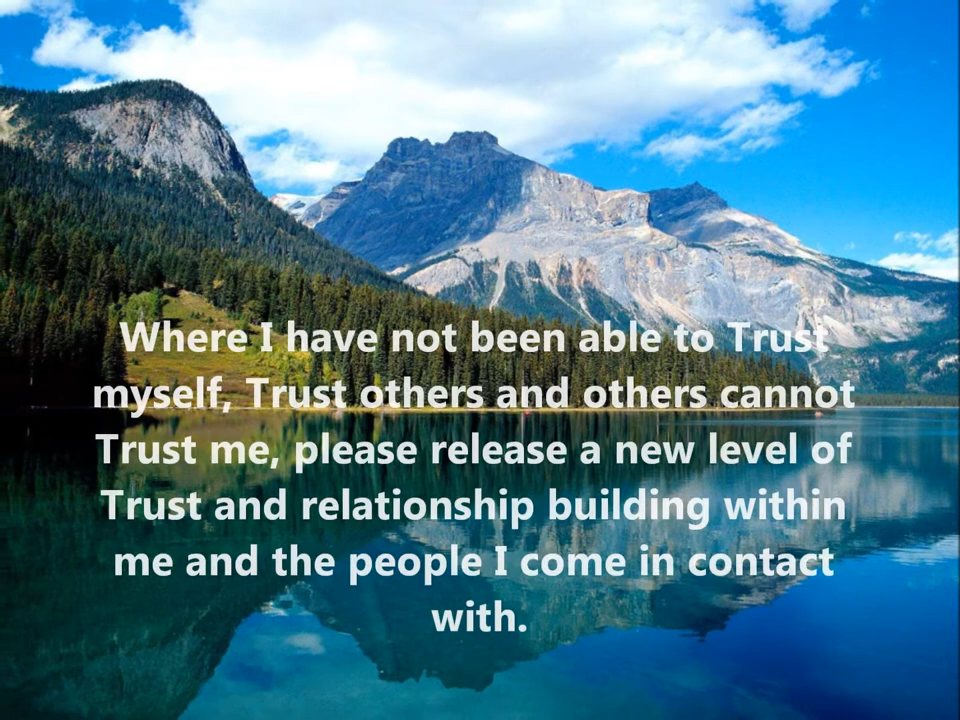 Where I have not been able to Trust
myself, Trust others and others cannot
Trust me, please release a new level of
Trust and relationship building within
me and the people I come in contact
with.